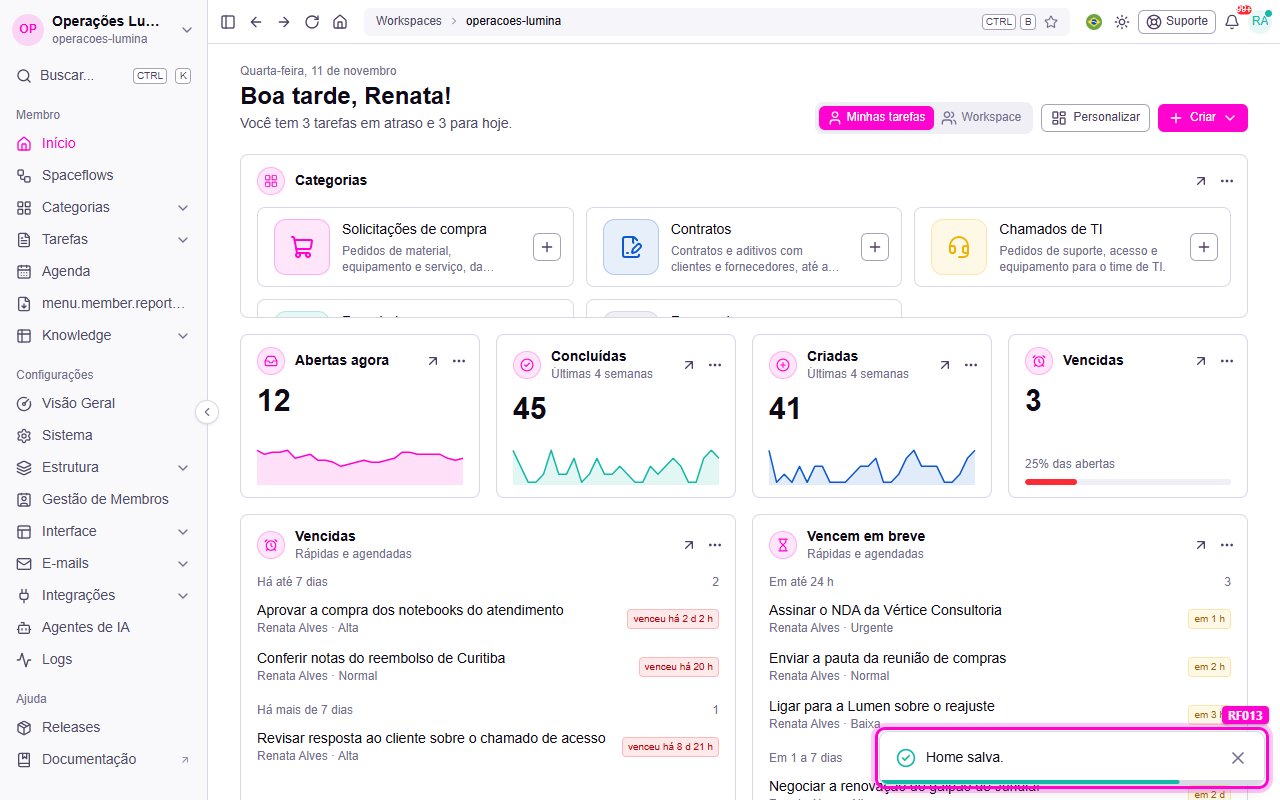 OP
Operações Lu...
operacoes-lumina
Workspaces > operacoes-lumina
CTRL B
Suporte
99+
RA
Buscar... CTRL K
Membro
Início
Spaceflows
Categorias
Tarefas
Agenda
menu.member.report...
Knowledge
Configurações
Visão Geral
Sistema
Estrutura
Gestão de Membros
Interface
E-mails
Integrações
Agentes de IA
Logs
Ajuda
Releases
Documentação
Quarta-feira, 11 de novembro
Boa tarde, Renata!
Você tem 3 tarefas em atraso e 3 para hoje.
Minhas tarefas
Workspace
Personalizar
Criar
Categorias
Solicitações de compra
Pedidos de material,
equipamento e serviço, da...
Contratos
Contratos e aditivos com
clientes e fornecedores, até a...
Chamados de TI
Pedidos de suporte, acesso e
equipamento para o time de TI.
Abertas agora
12
Concluídas
Últimas 4 semanas
45
Criadas
Últimas 4 semanas
41
Vencidas
3
25% das abertas
Vencidas
Rápidas e agendadas
Há até 7 dias 2
Aprovar a compra dos notebooks do atendimento
Renata Alves · Alta
venceu há 2 d 2 h
Conferir notas do reembolso de Curitiba
Renata Alves · Normal
venceu há 20 h
Há mais de 7 dias 1
Revisar resposta ao cliente sobre o chamado de acesso
Renata Alves · Alta
venceu há 8 d 21 h
Vencem em breve
Rápidas e agendadas
Em até 24 h 3
Assinar o NDA da Vértice Consultoria
Renata Alves · Urgente
em 1 h
Enviar a pauta da reunião de compras
Renata Alves · Normal
em 2 h
Ligar para a Lumen sobre o reajuste
Renata Alves · Baixa
em 3 h
RF013
Em 1 a 7 dias
Home salva.
Negociar a renovação do galpão de Jundiaí
em 2 d